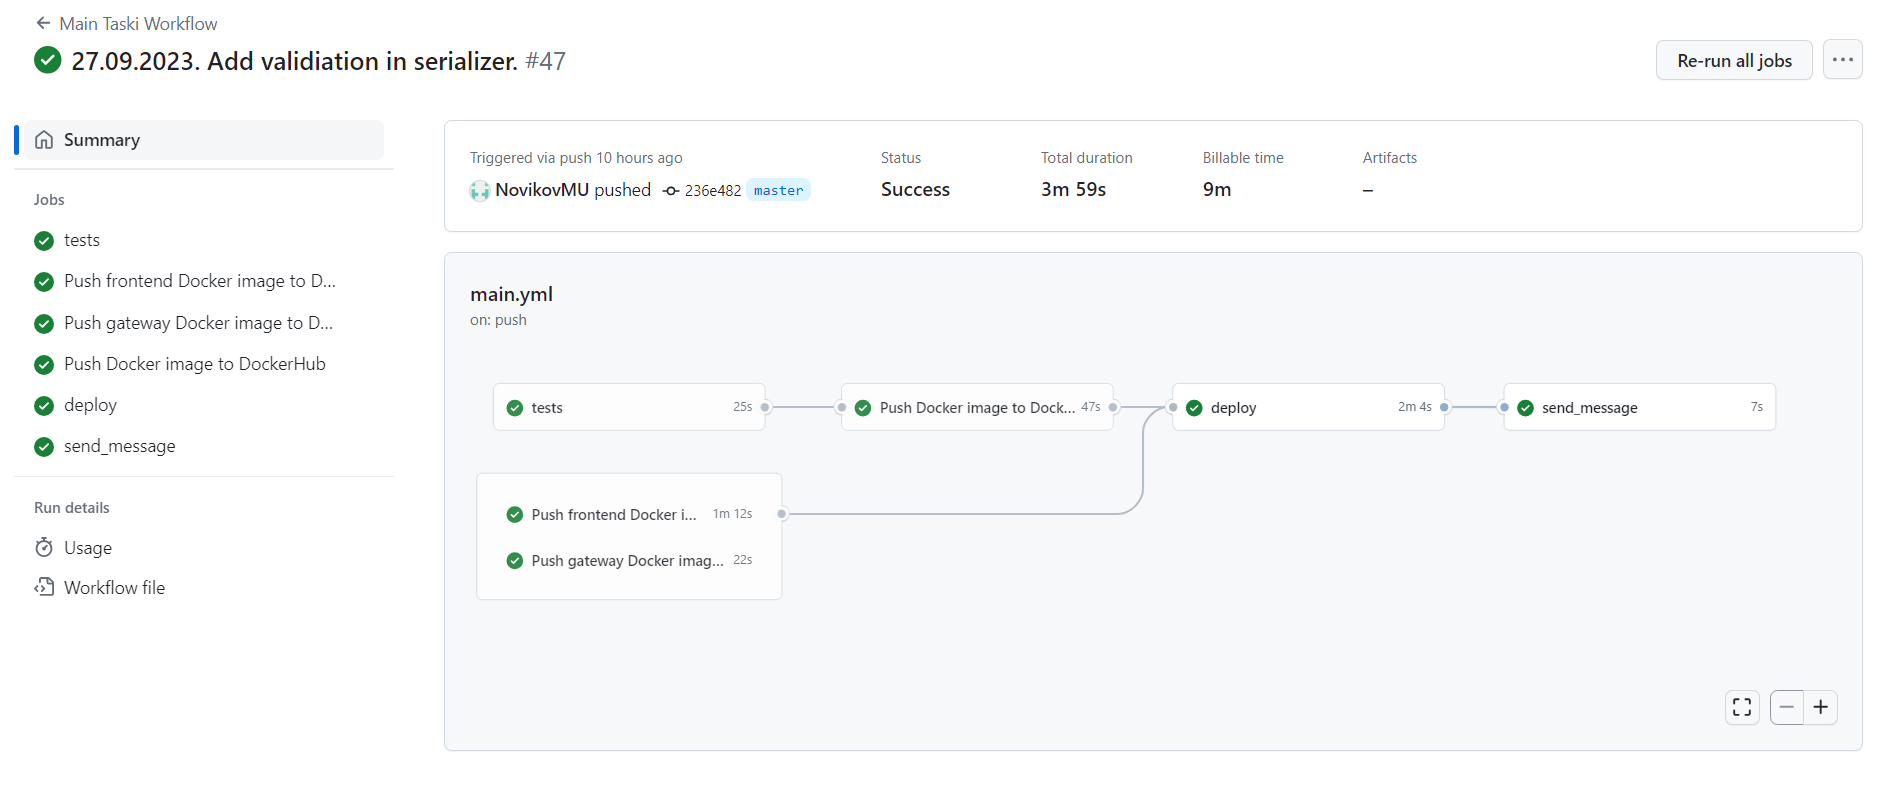 Main Taski Workflow
27.09.2023. Add validiation in serializer. #47
Re-run all jobs
Summary
Jobs
tests
Push frontend Docker image to D...
Push gateway Docker image to D...
Push Docker image to DockerHub
deploy
send_message
Run details
Usage
Workflow file
Triggered via push 10 hours ago
NovikovMU pushed 236e482 master
Status
Success
Total duration
3m 59s
Billable time
9m
Artifacts
–
main.yml
on: push
tests 25s
Push Docker image to Dock... 47s
deploy 2m 4s
send_message 7s
Push frontend Docker i... 1m 12s
Push gateway Docker imag... 22s